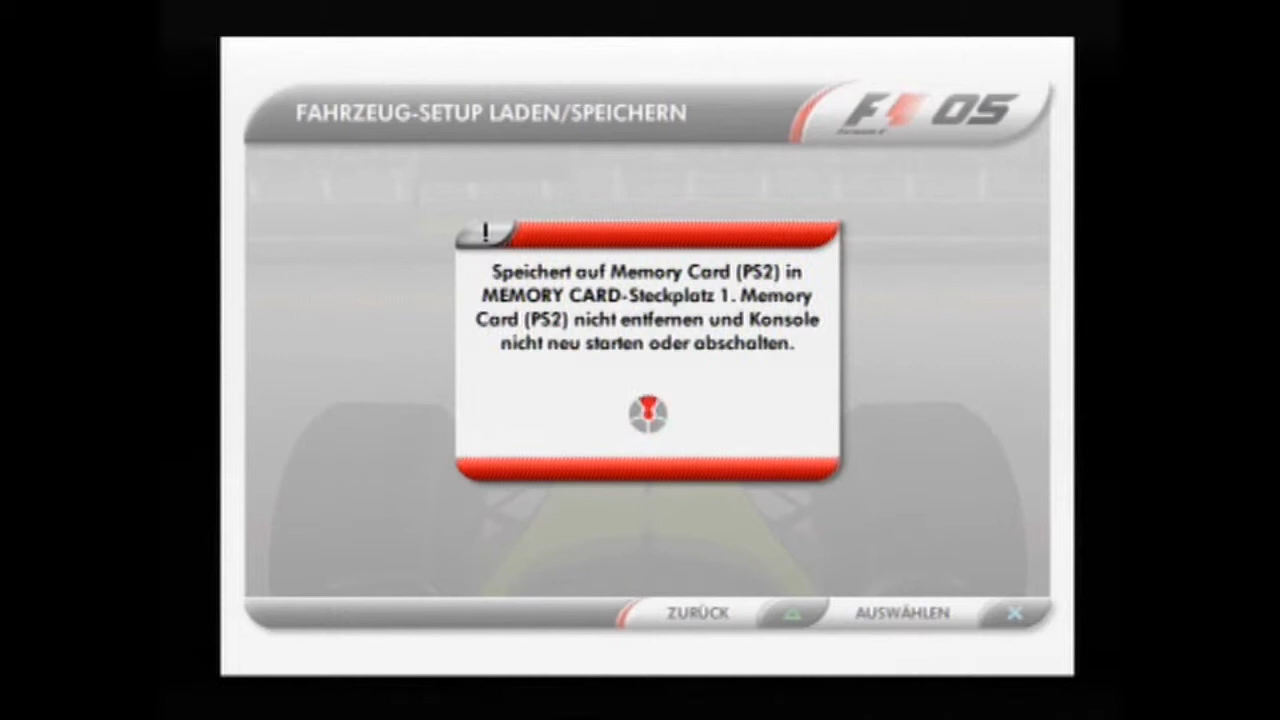 FAHRZEUG-SETUP LADEN/SPEICHERN
F1 05
!
Speichert auf Memory Card (PS2) in
MEMORY CARD-Steckplatz 1. Memory
Card (PS2) nicht entfernen und Konsole
nicht neu starten oder abschalten.
ZURÜCK
AUSWÄHLEN